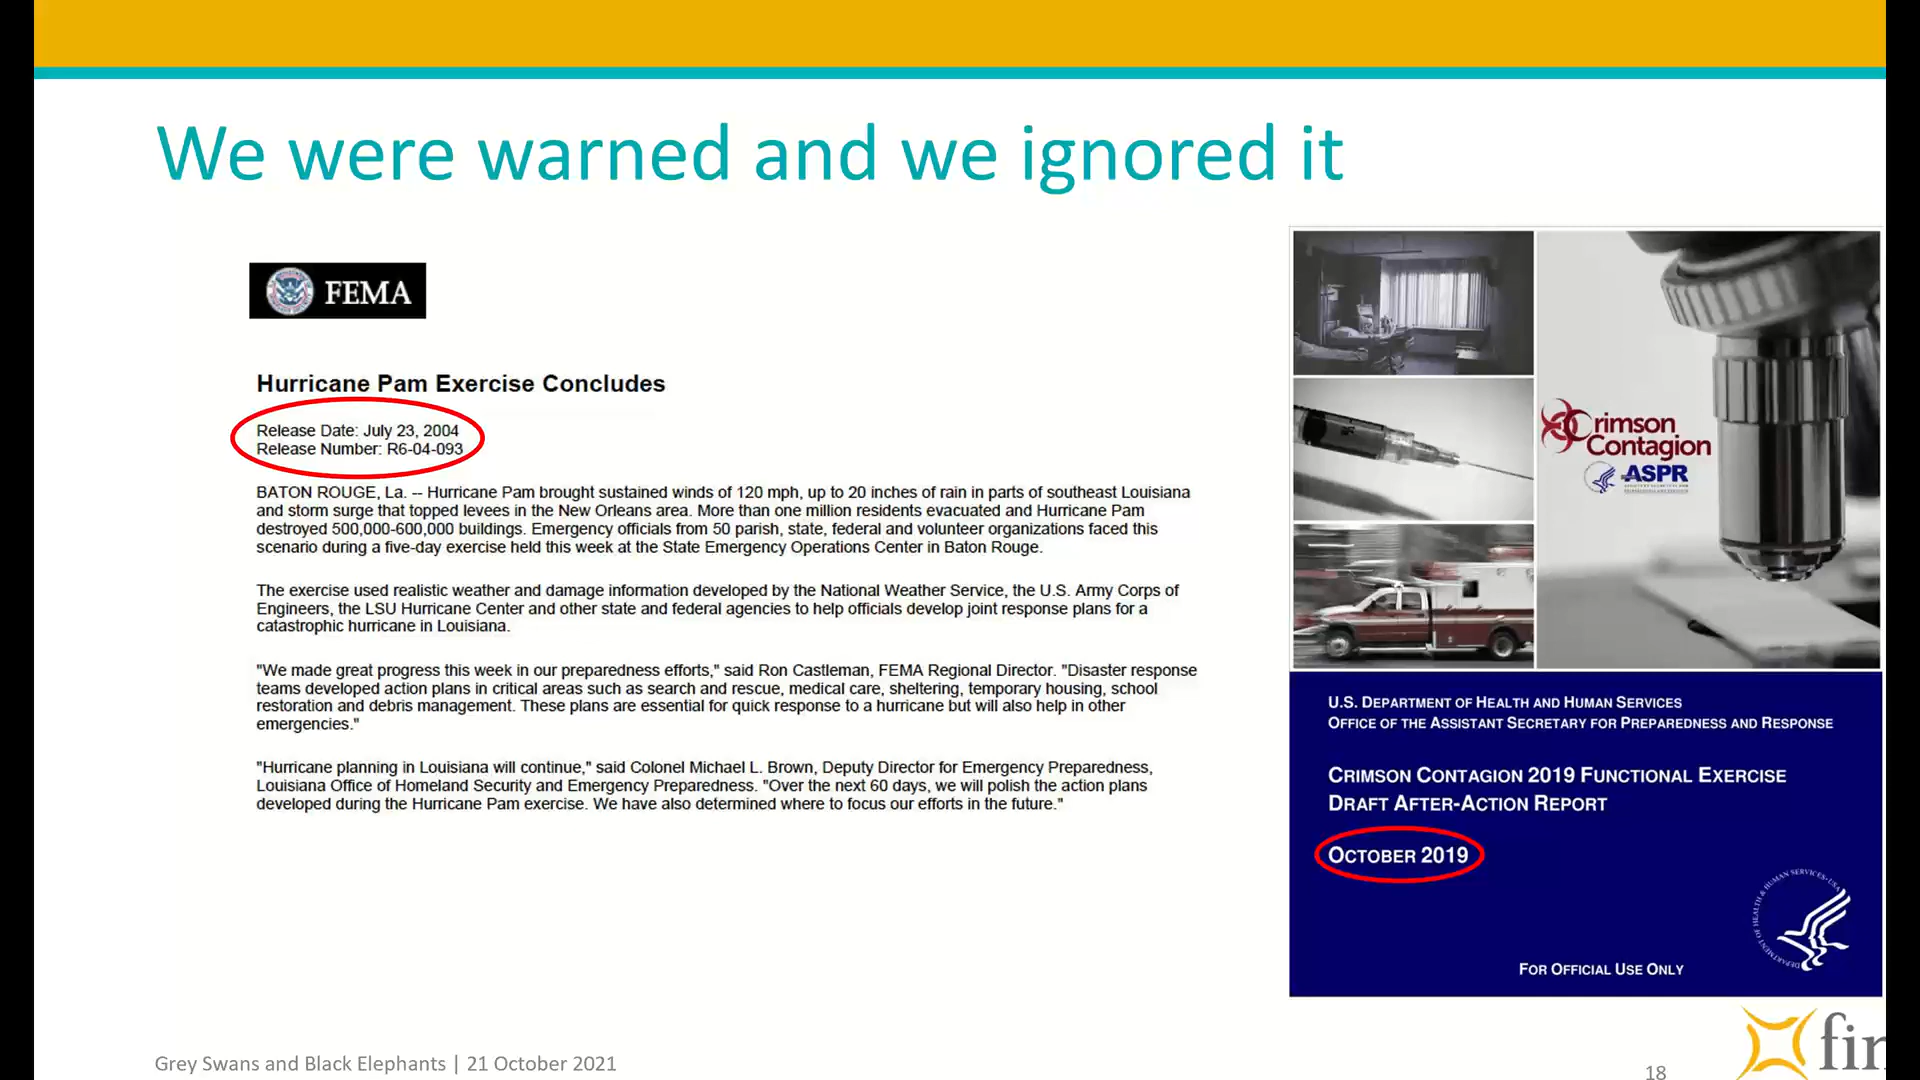 We were warned and we ignored it
FEMA
Hurricane Pam Exercise Concludes
Release Date: July 23, 2004
Release Number: R6-04-093
BATON ROUGE, La. -- Hurricane Pam brought sustained winds of 120 mph, up to 20 inches of rain in parts of southeast Louisiana
and storm surge that topped levees in the New Orleans area. More than one million residents evacuated and Hurricane Pam
destroyed 500,000-600,000 buildings. Emergency officials from 50 parish, state, federal and volunteer organizations faced this
scenario during a five-day exercise held this week at the State Emergency Operations Center in Baton Rouge.
The exercise used realistic weather and damage information developed by the National Weather Service, the U.S. Army Corps of
Engineers, the LSU Hurricane Center and other state and federal agencies to help officials develop joint response plans for a
catastrophic hurricane in Louisiana.
"We made great progress this week in our preparedness efforts," said Ron Castleman, FEMA Regional Director. "Disaster response
teams developed action plans in critical areas such as search and rescue, medical care, sheltering, temporary housing, school
restoration and debris management. These plans are essential for quick response to a hurricane but will also help in other
emergencies."
"Hurricane planning in Louisiana will continue," said Colonel Michael L. Brown, Deputy Director for Emergency Preparedness,
Louisiana Office of Homeland Security and Emergency Preparedness. "Over the next 60 days, we will polish the action plans
developed during the Hurricane Pam exercise. We have also determined where to focus our efforts in the future."
Crimson
Contagion
ASPR
U.S. DEPARTMENT OF HEALTH AND HUMAN SERVICES
OFFICE OF THE ASSISTANT SECRETARY FOR PREPAREDNESS AND RESPONSE
CRIMSON CONTAGION 2019 FUNCTIONAL EXERCISE
DRAFT AFTER-ACTION REPORT
OCTOBER 2019
DEPARTMENT OF HEALTH & HUMAN SERVICES • USA
FOR OFFICIAL USE ONLY
Grey Swans and Black Elephants | 21 October 2021
18